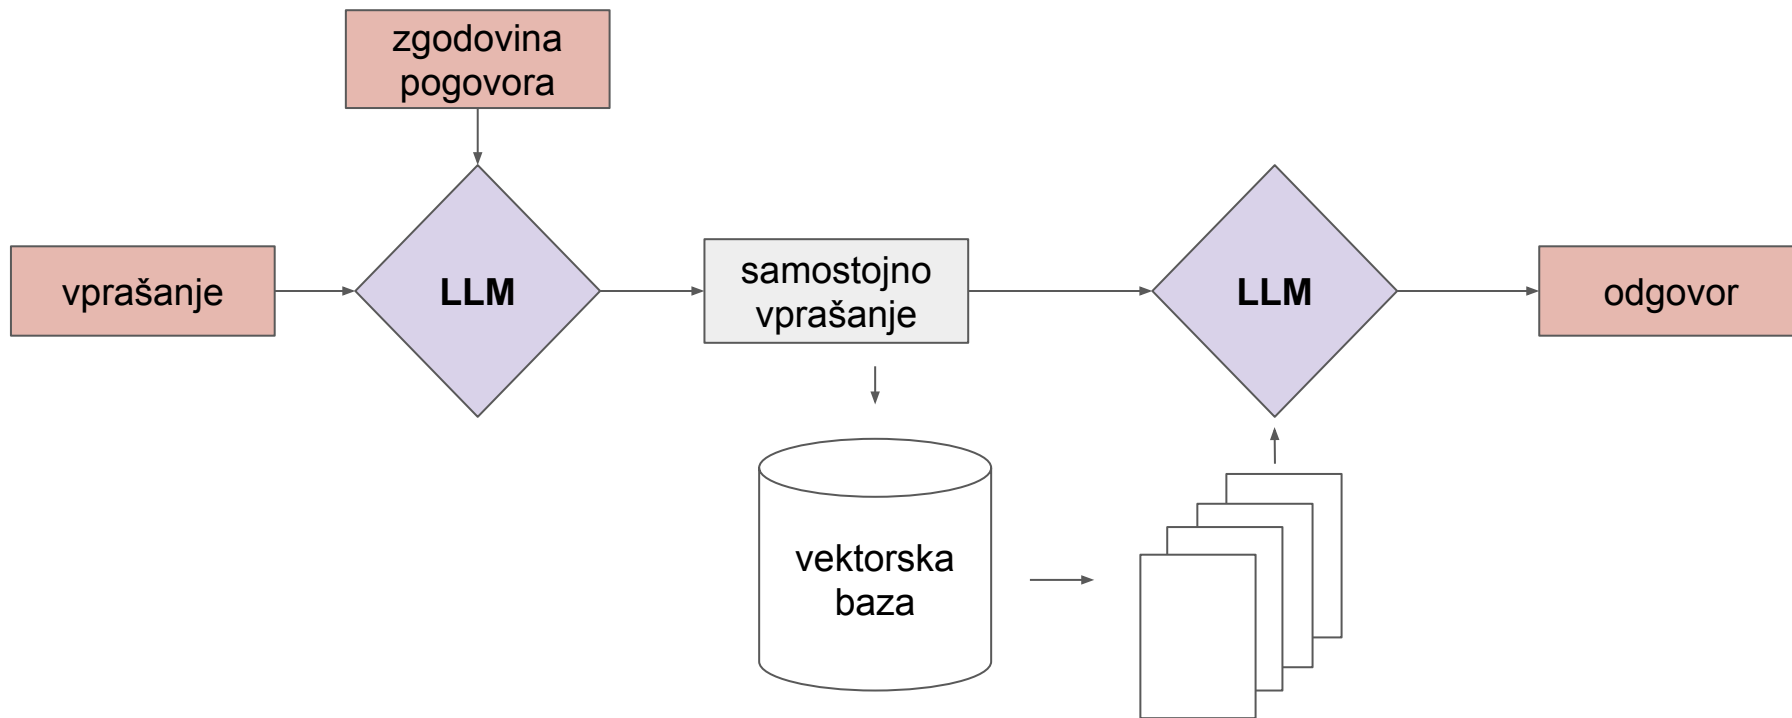 zgodovina
pogovora
vprašanje
LLM
samostojno
vprašanje
LLM
odgovor
vektorska
baza